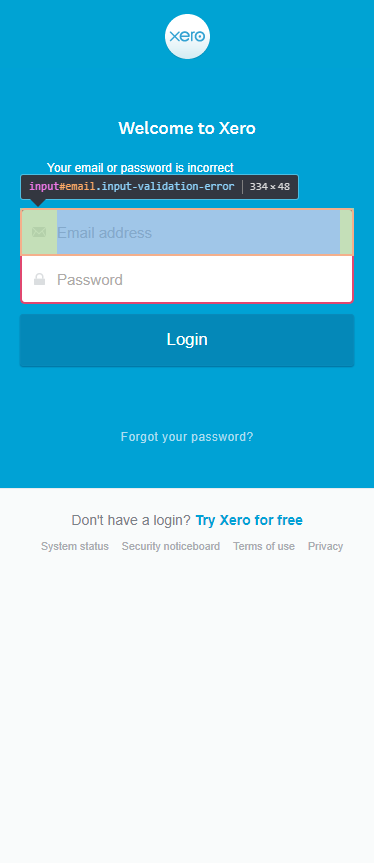 xero
Welcome to Xero
Your email or password is incorrect
input#email.input-validation-error 334 × 48
Email address
Password
Login
Forgot your password?
Don't have a login? Try Xero for free
System status Security noticeboard Terms of use Privacy